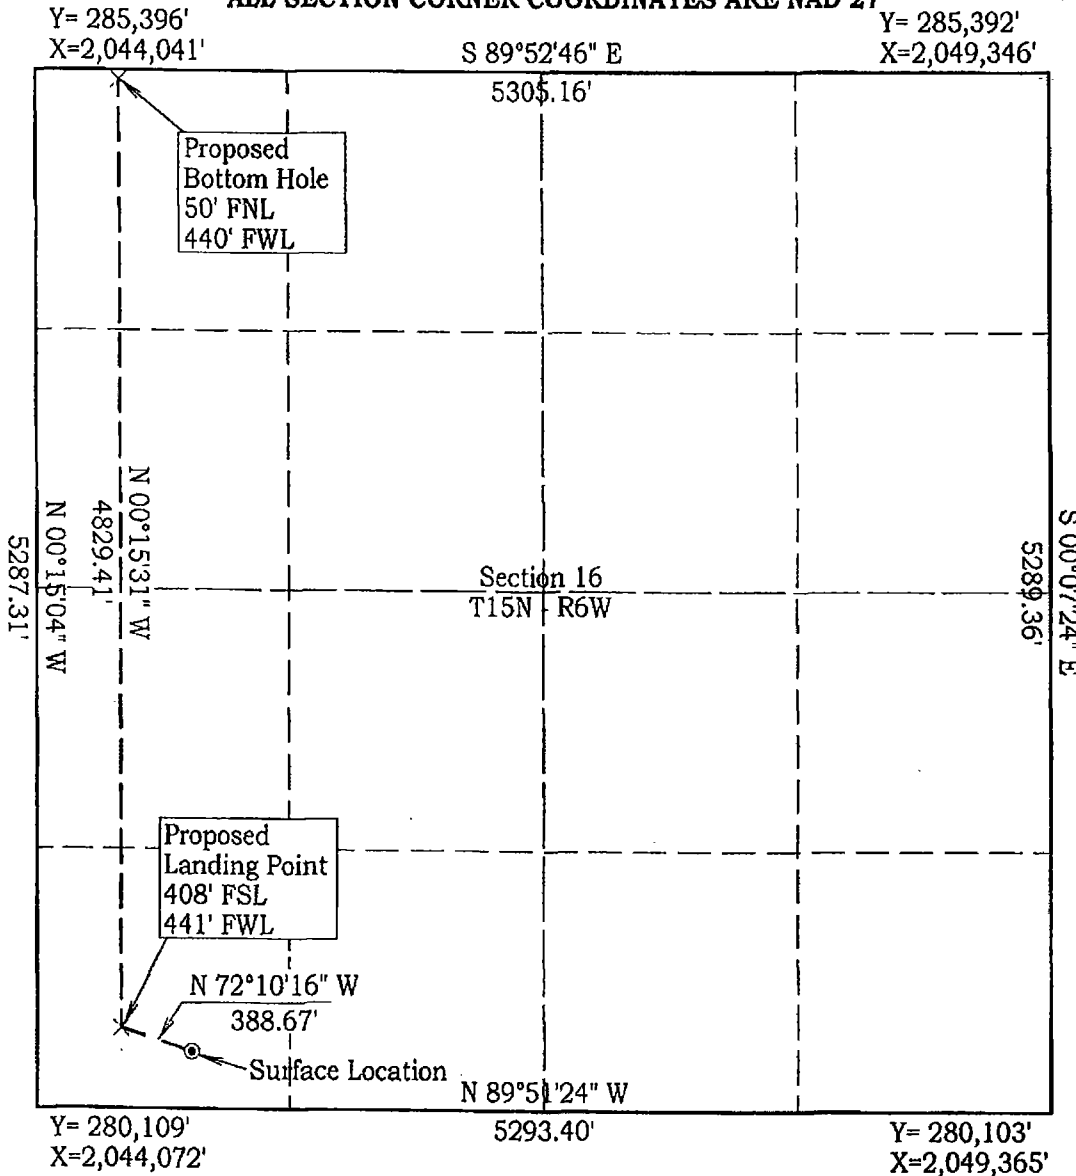 ALL SECTION CORNER COORDINATES ARE NAD 27
Y= 285,396'
X=2,044,041'
Y= 285,392'
X=2,049,346'
S 89°52'46" E
5305.16'
Proposed
Bottom Hole
50' FNL
440' FWL
N 00°15'31" W
4829.41'
N 00°15'04" W
5287.31'
Section 16
T15N - R6W
S 00°07'24" E
5289.36'
Proposed
Landing Point
408' FSL
441' FWL
N 72°10'16" W
388.67'
Surface Location
N 89°51'24" W
5293.40'
Y= 280,109'
X=2,044,072'
Y= 280,103'
X=2,049,365'